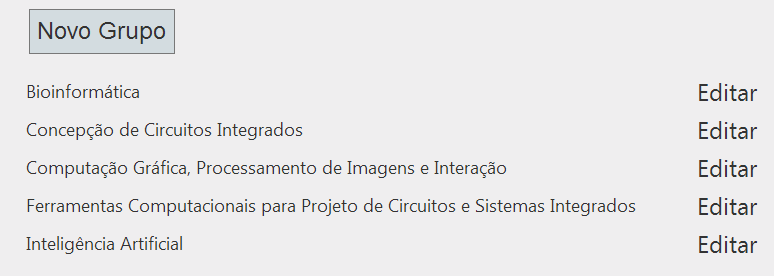 Novo Grupo
Bioinformática Editar
Concepção de Circuitos Integrados Editar
Computação Gráfica, Processamento de Imagens e Interação Editar
Ferramentas Computacionais para Projeto de Circuitos e Sistemas Integrados Editar
Inteligência Artificial Editar